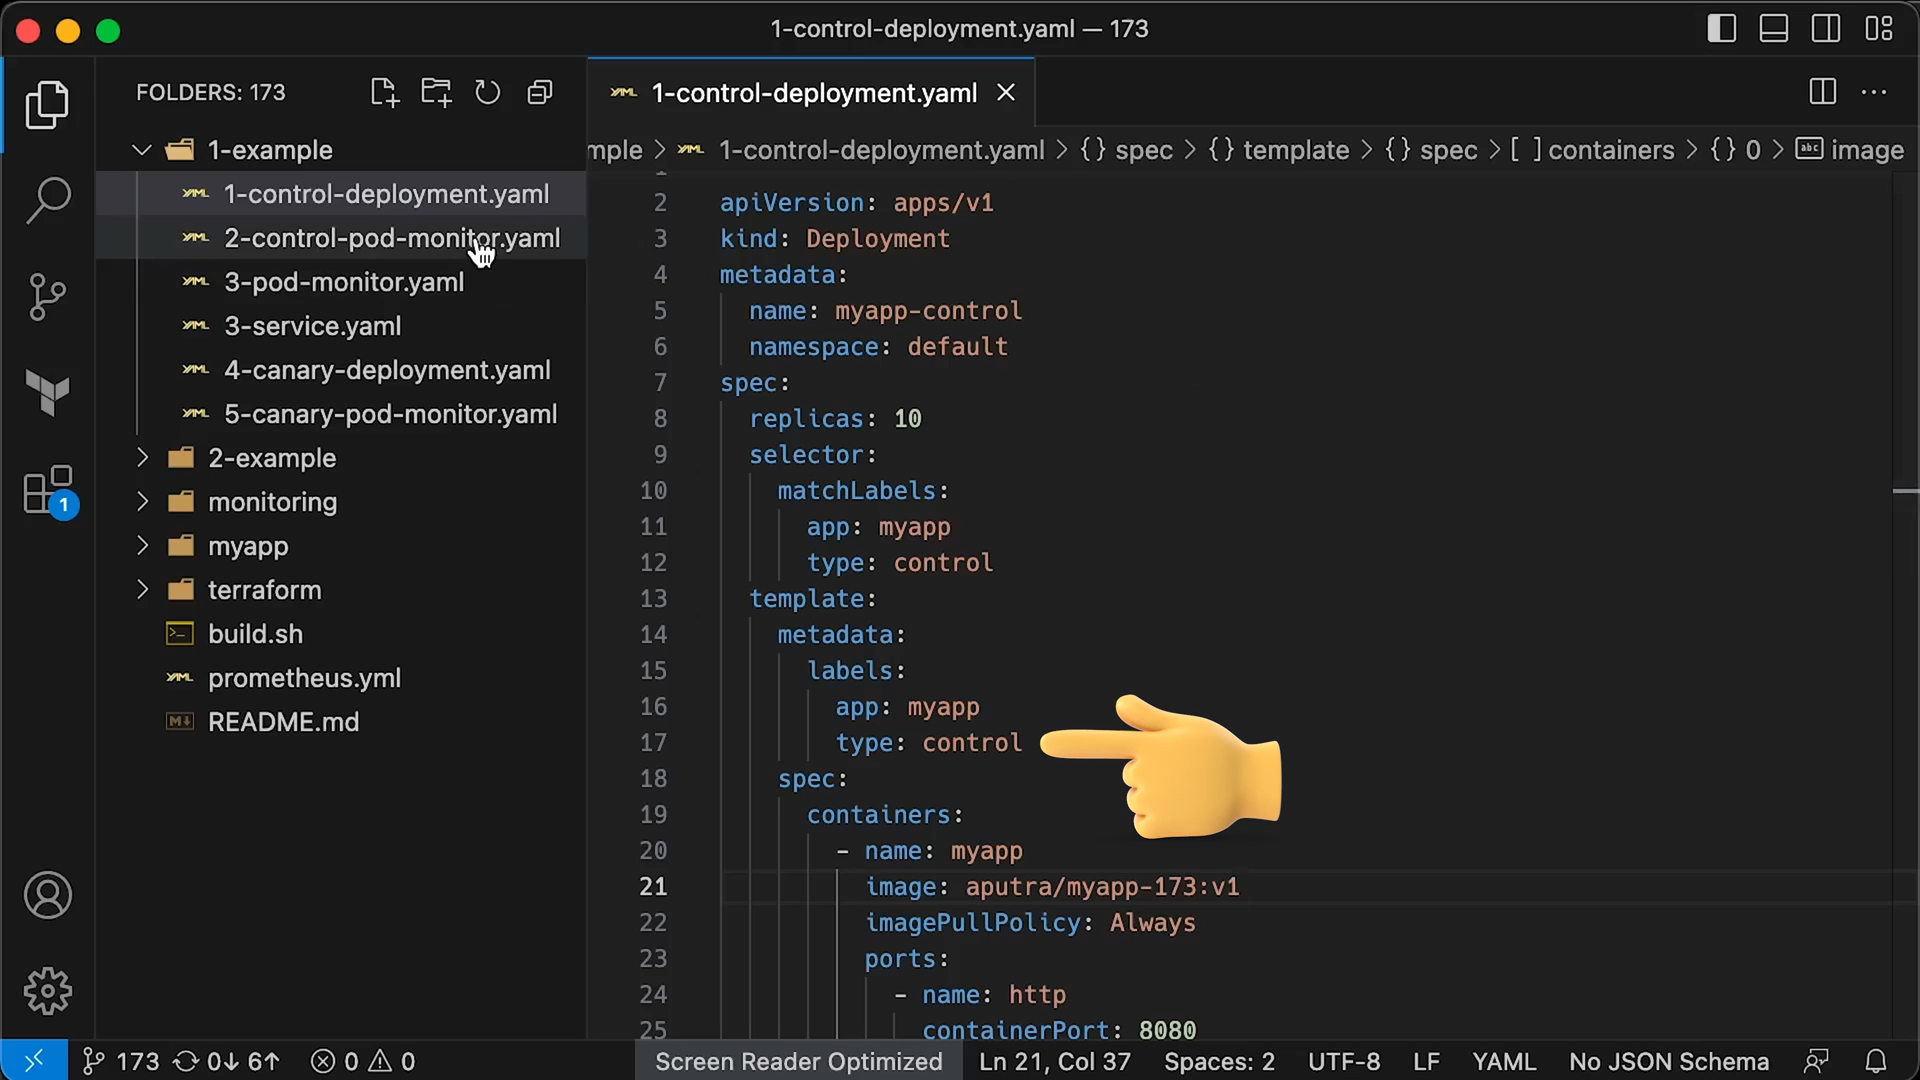 1-control-deployment.yaml — 173
FOLDERS: 173
1-example
1-control-deployment.yaml
2-control-pod-monitor.yaml
3-pod-monitor.yaml
3-service.yaml
4-canary-deployment.yaml
5-canary-pod-monitor.yaml
2-example
monitoring
myapp
terraform
build.sh
prometheus.yml
README.md
1
1-control-deployment.yaml
mple > 1-control-deployment.yaml > {} spec > {} template > {} spec > [ ] containers > {} 0 > abc image
2 apiVersion: apps/v1
3 kind: Deployment
4 metadata:
5 name: myapp-control
6 namespace: default
7 spec:
8 replicas: 10
9 selector:
10 matchLabels:
11 app: myapp
12 type: control
13 template:
14 metadata:
15 labels:
16 app: myapp
17 type: control
18 spec:
19 containers:
20 - name: myapp
21 image: aputra/myapp-173:v1
22 imagePullPolicy: Always
23 ports:
24 - name: http
25 containerPort: 8080
173 0↓ 6↑ 0 0 Screen Reader Optimized Ln 21, Col 37 Spaces: 2 UTF-8 LF YAML No JSON Schema